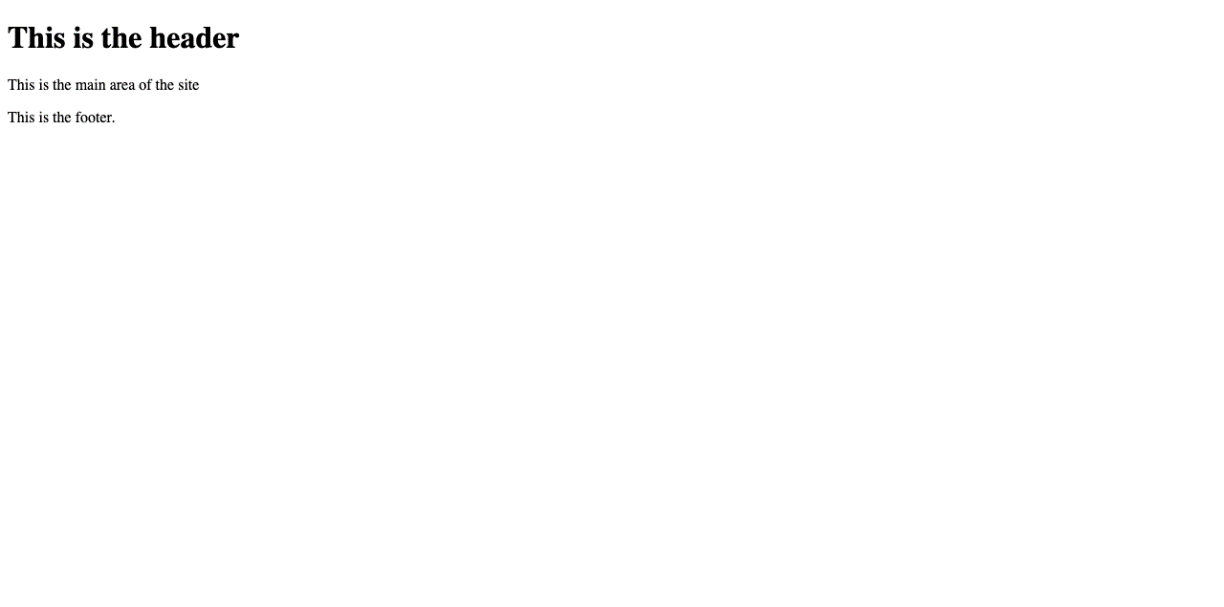 This is the header
This is the main area of the site
This is the footer.